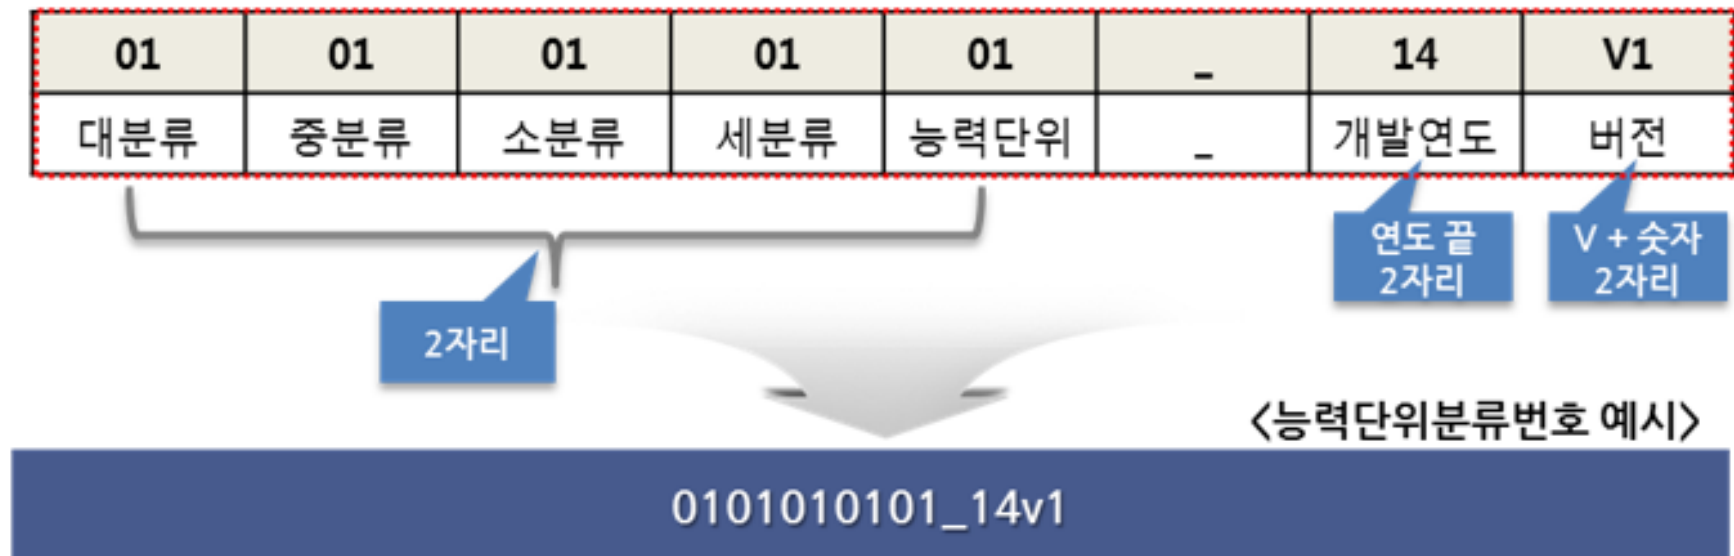 01 01 01 01 01 _ 14 V1
대분류 중분류 소분류 세분류 능력단위 _ 개발연도 버전
2자리
연도 끝
2자리
V + 숫자
2자리
<능력단위분류번호 예시>
0101010101_14v1